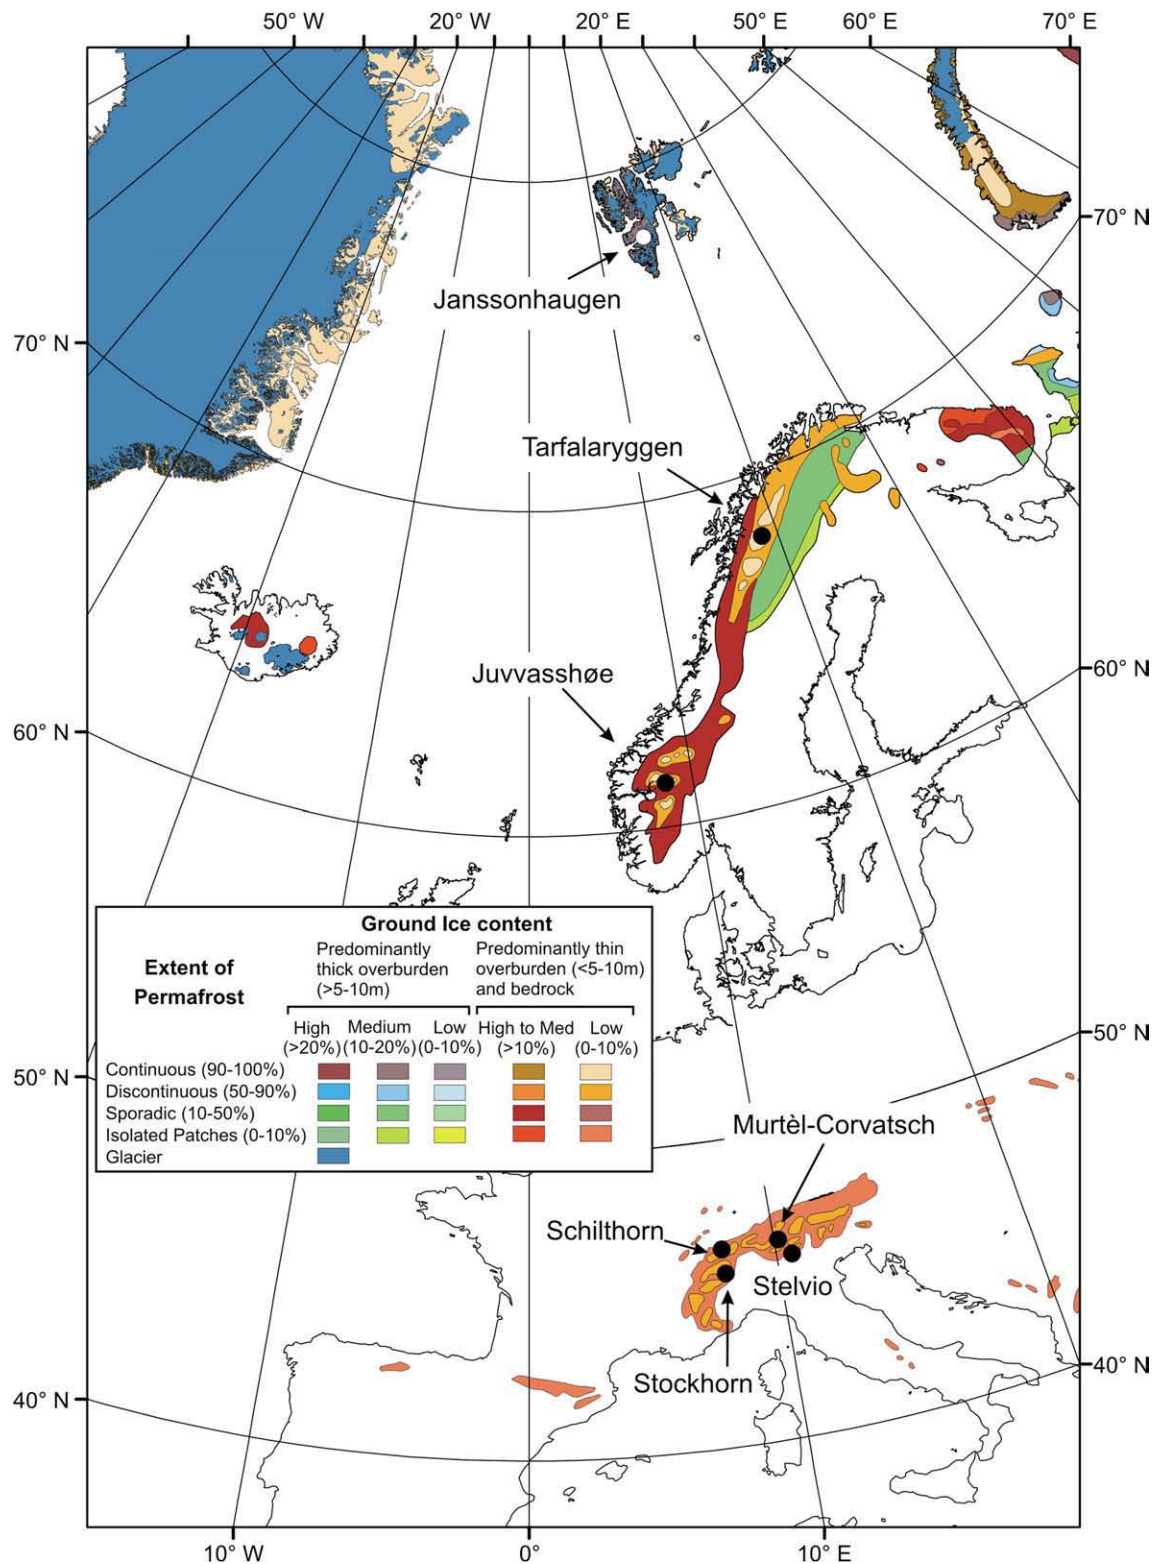 50° W 20° W 20° E 50° E 60° E 70° E
70° N
Janssonhaugen
70° N
Tarfalaryggen
Juvvasshøe
60° N
60° N
Ground Ice content
Extent of
Permafrost
Predominantly
thick overburden
(>5-10m)
Predominantly thin
overburden (<5-10m)
and bedrock
High
(>20%)
Medium
(10-20%)
Low
(0-10%)
High to Med
(>10%)
Low
(0-10%)
Continuous (90-100%)
Discontinuous (50-90%)
Sporadic (10-50%)
Isolated Patches (0-10%)
Glacier
50° N
50° N
Murtèl-Corvatsch
Schilthorn
Stelvio
Stockhorn
40° N
40° N
10° W 0° 10° E